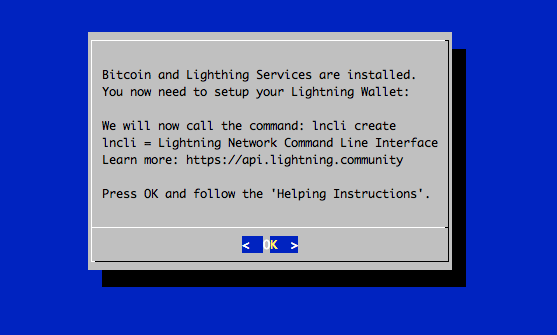 Bitcoin and Lighthing Services are installed.
You now need to setup your Lightning Wallet:
We will now call the command: lncli create
lncli = Lightning Network Command Line Interface
Learn more: https://api.lightning.community
Press OK and follow the 'Helping Instructions'.
<  OK  >